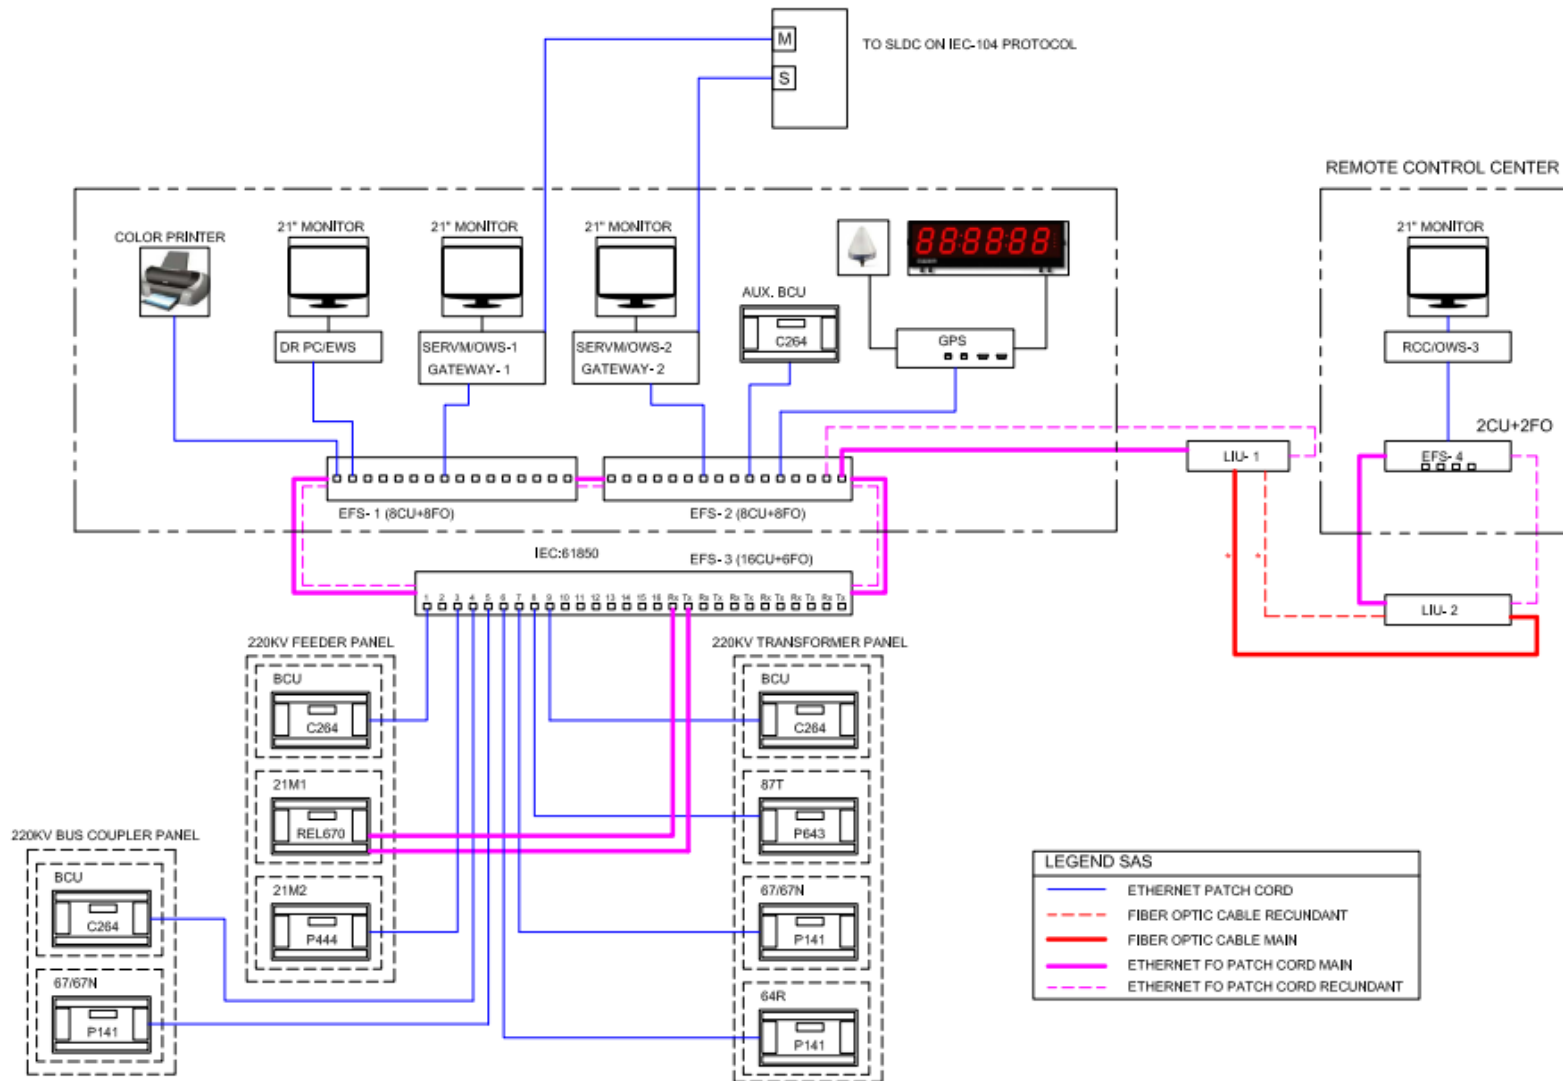 M
TO SLDC ON IEC-104 PROTOCOL
S
REMOTE CONTROL CENTER
COLOR PRINTER
21" MONITOR
21" MONITOR
21" MONITOR
21" MONITOR
88:88:88
AUX. BCU
C264
DR PC/EWS
SERVM/OWS-1
GATEWAY- 1
SERVM/OWS-2
GATEWAY- 2
GPS
RCC/OWS-3
2CU+2FO
LIU- 1
EFS- 4
EFS- 1 (8CU+8FO)
EFS- 2 (8CU+8FO)
IEC:61850
EFS- 3 (16CU+6FO)
1 2 3 4 5 6 7 8 9 10 11 12 13 14 15 16 Rx Tx Rx Tx Rx Tx Rx Tx Rx Tx Rx Tx
* *
LIU- 2
220KV FEEDER PANEL
220KV TRANSFORMER PANEL
BCU
C264
BCU
C264
21M1
REL670
87T
P643
220KV BUS COUPLER PANEL
BCU
C264
21M2
P444
67/67N
P141
67/67N
P141
64R
P141
LEGEND SAS
ETHERNET PATCH CORD
FIBER OPTIC CABLE RECUNDANT
FIBER OPTIC CABLE MAIN
ETHERNET FO PATCH CORD MAIN
ETHERNET FO PATCH CORD RECUNDANT